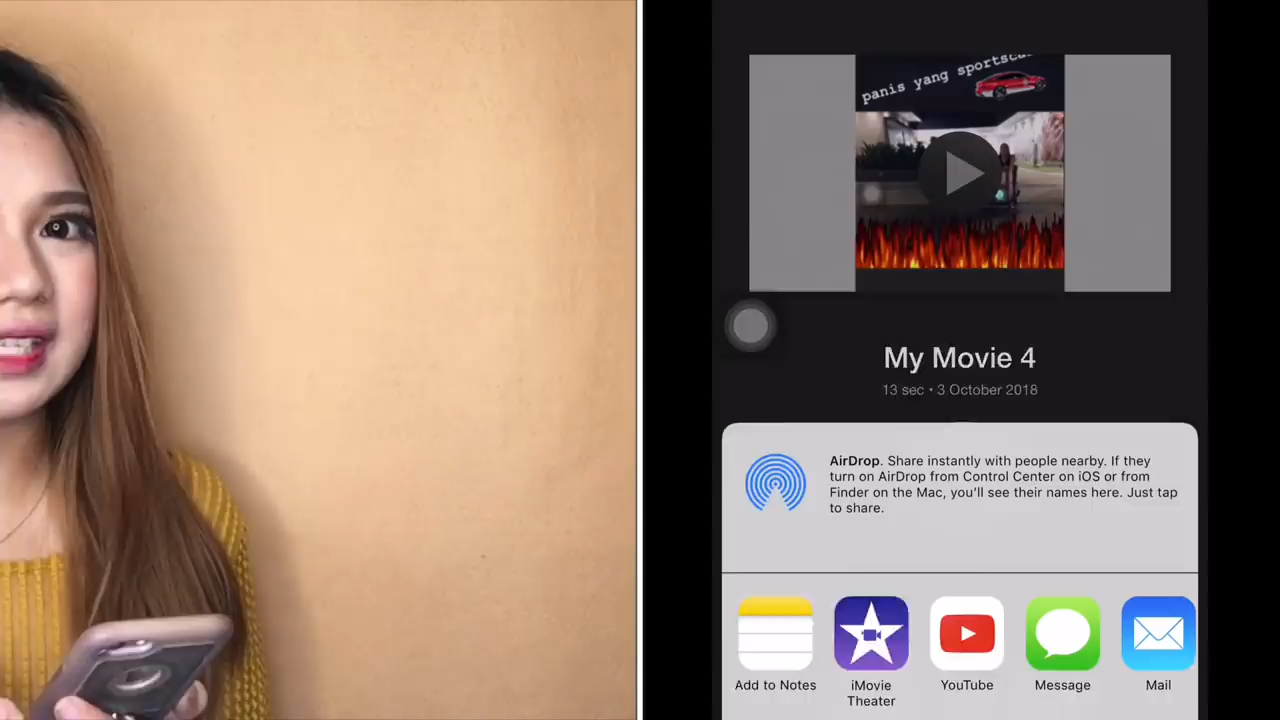 panis yang sportscar
My Movie 4
13 sec • 3 October 2018
AirDrop. Share instantly with people nearby. If they
turn on AirDrop from Control Center on iOS or from
Finder on the Mac, you'll see their names here. Just tap
to share.
Add to Notes
iMovie
Theater
YouTube
Message
Mail